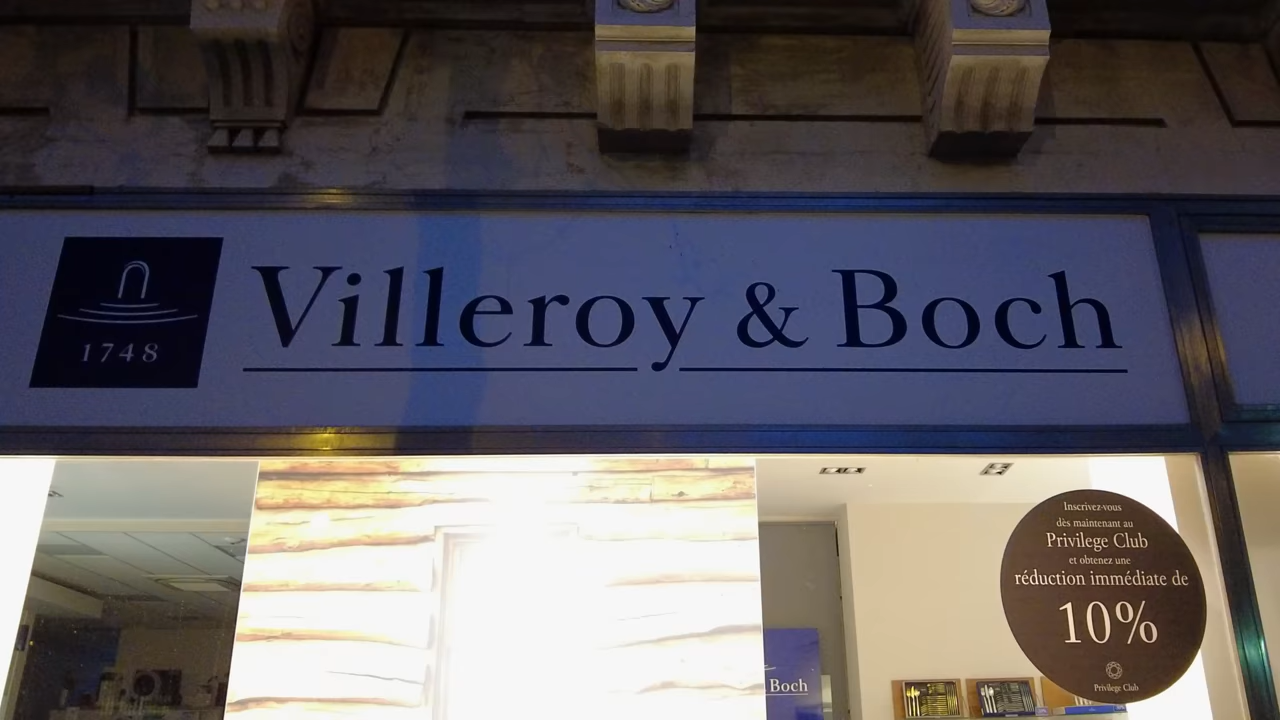 1748
Villeroy & Boch
Inscrivez-vous
dès maintenant au
Privilege Club
et obtenez une
réduction immédiate de
10%
Privilege Club
Boch